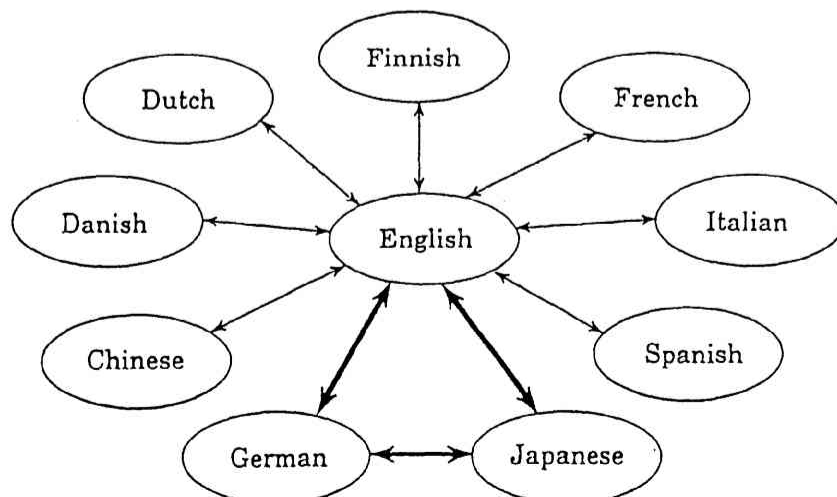 Finnish
Dutch
French
Danish
English
Italian
Chinese
Spanish
German
Japanese